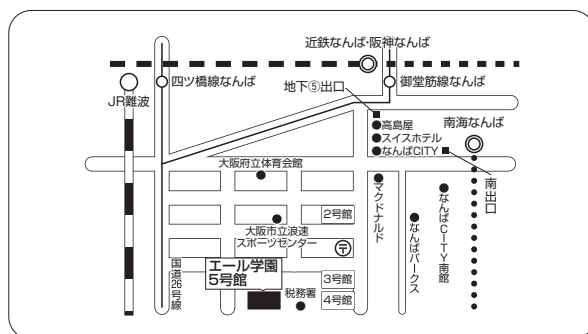 近鉄なんば・阪神なんば
四ツ橋線なんば
御堂筋線なんば
地下⑤出口
JR難波
南海なんば
高島屋
スイスホテル
なんばCITY
大阪府立体育会館
南出口
マクドナルド
2号館
なんばCITY南館
なんばパークス
大阪市立浪速
スポーツセンター
〒
国道26号線
エール学園
5号館
3号館
税務署
4号館